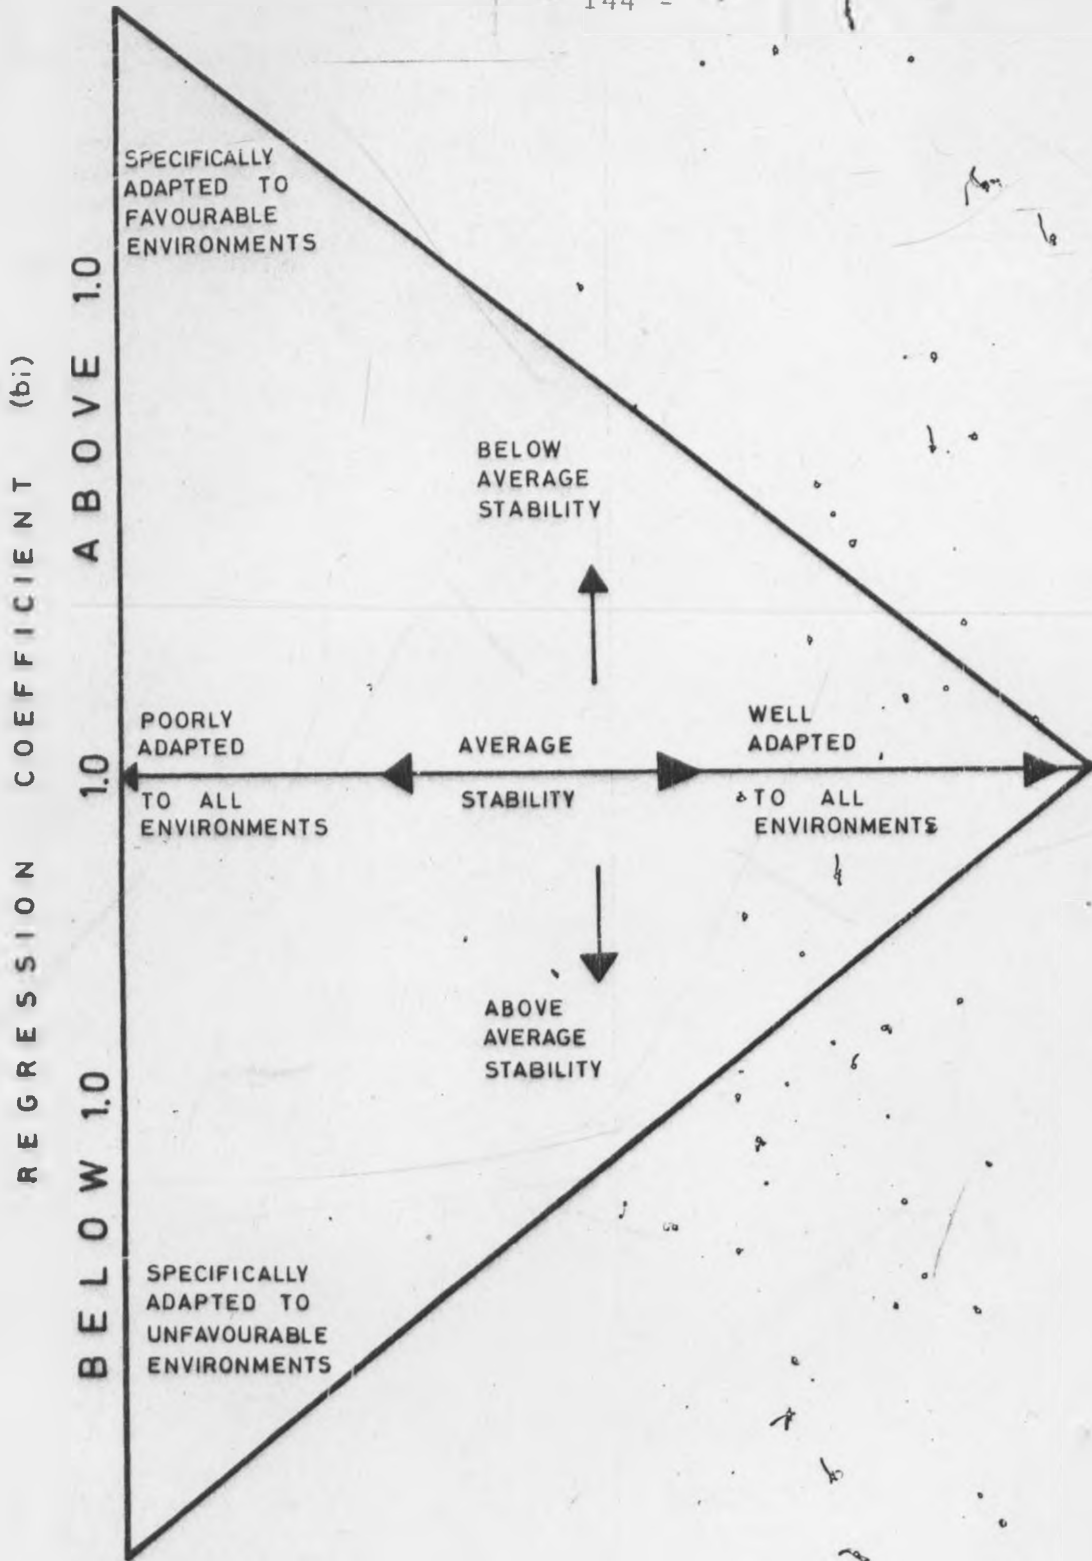 144 -
SPECIFICALLY
ADAPTED TO
FAVOURABLE
ENVIRONMENTS
REGRESSION COEFFICIENT (bi)
ABOVE 1.0
1.0
BELOW 1.0
BELOW
AVERAGE
STABILITY
POORLY
ADAPTED
TO ALL
ENVIRONMENTS
AVERAGE
STABILITY
WELL
ADAPTED
TO ALL
ENVIRONMENTS
ABOVE
AVERAGE
STABILITY
SPECIFICALLY
ADAPTED TO
UNFAVOURABLE
ENVIRONMENTS